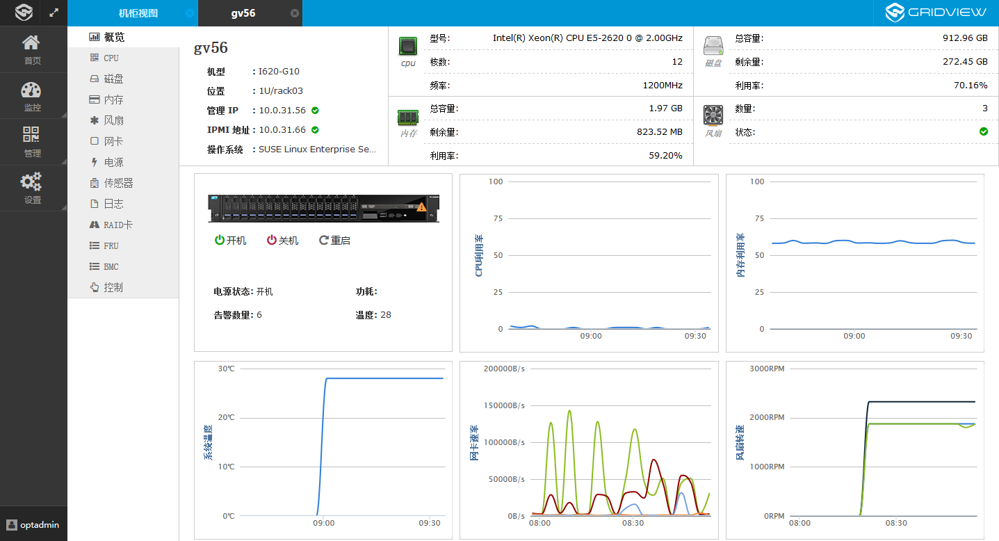 机柜视图
gv56
GRIDVIEW
首页
监控
管理
设置
optadmin
概览
CPU
磁盘
内存
风扇
网卡
电源
传感器
日志
RAID卡
FRU
BMC
控制
gv56
机型 : I620-G10
位置 : 1U/rack03
管理 IP : 10.0.31.56
IPMI 地址 : 10.0.31.66
操作系统 : SUSE Linux Enterprise Se...
cpu
型号: Intel(R) Xeon(R) CPU E5-2620 0 @ 2.00GHz
核数: 12
频率: 1200MHz
磁盘
总容量: 912.96 GB
剩余量: 272.45 GB
利用率: 70.16%
内存
总容量: 1.97 GB
剩余量: 823.52 MB
利用率: 59.20%
风扇
数量: 3
状态:
开机 关机 重启
电源状态: 开机 功耗:
告警数量: 6 温度: 28
CPU利用率
100
75
50
25
0
09:00 09:30
内存利用率
100
75
50
25
0
09:00 09:30
系统温度
30℃
20℃
10℃
0℃
09:00 09:30
网卡速率
200000B/s
150000B/s
100000B/s
50000B/s
0B/s
08:00 08:30
风扇转速
3000RPM
2000RPM
1000RPM
0RPM
08:00 08:30